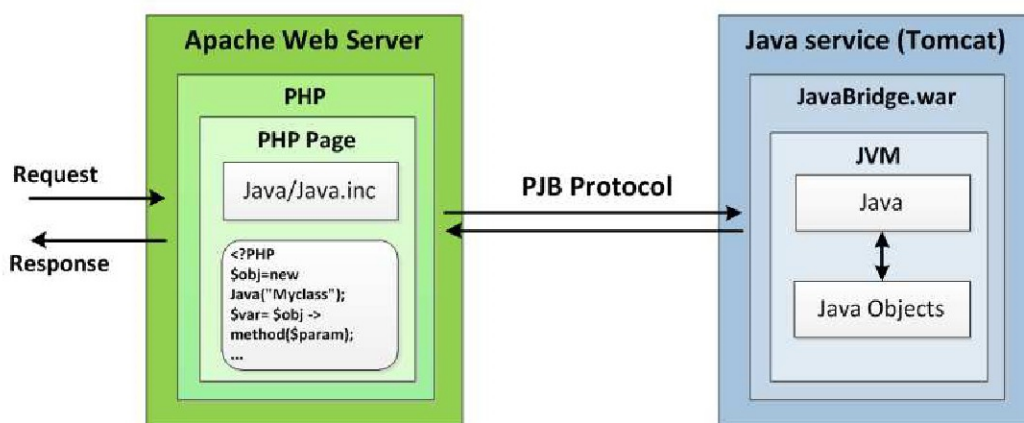 Apache Web Server
PHP
PHP Page
Java/Java.inc
<?PHP
$obj=new
Java("Myclass");
$var= $obj ->
method($param);
...
Request
Response
PJB Protocol
Java service (Tomcat)
JavaBridge.war
JVM
Java
Java Objects